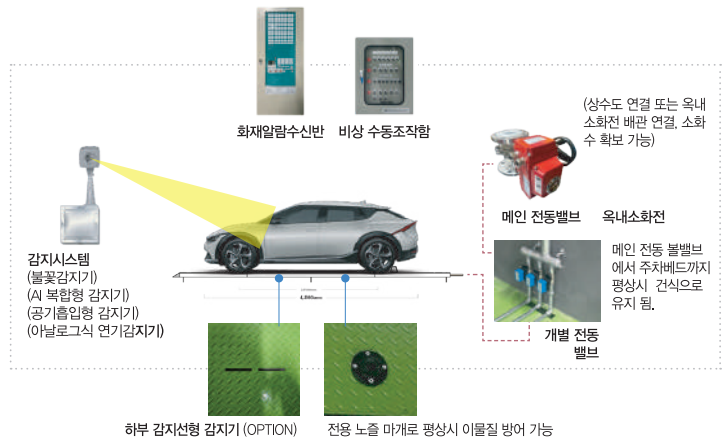 화재알람수신반
비상 수동조작함
(상수도 연결 또는 옥내
소화전 배관 연결, 소화
수 확보 가능)
메인 전동밸브
옥내소화전
감지시스템
(불꽃감지기)
(AI 복합형 감지기)
(공기흡입형 감지기)
(아날로그식 연기감지기)
메인 전동 볼밸브
에서 주차베드까지
평상시 건식으로
유지 됨.
개별 전동
밸브
하부 감지선형 감지기 (OPTION)
전용 노즐 마개로 평상시 이물질 방어 가능